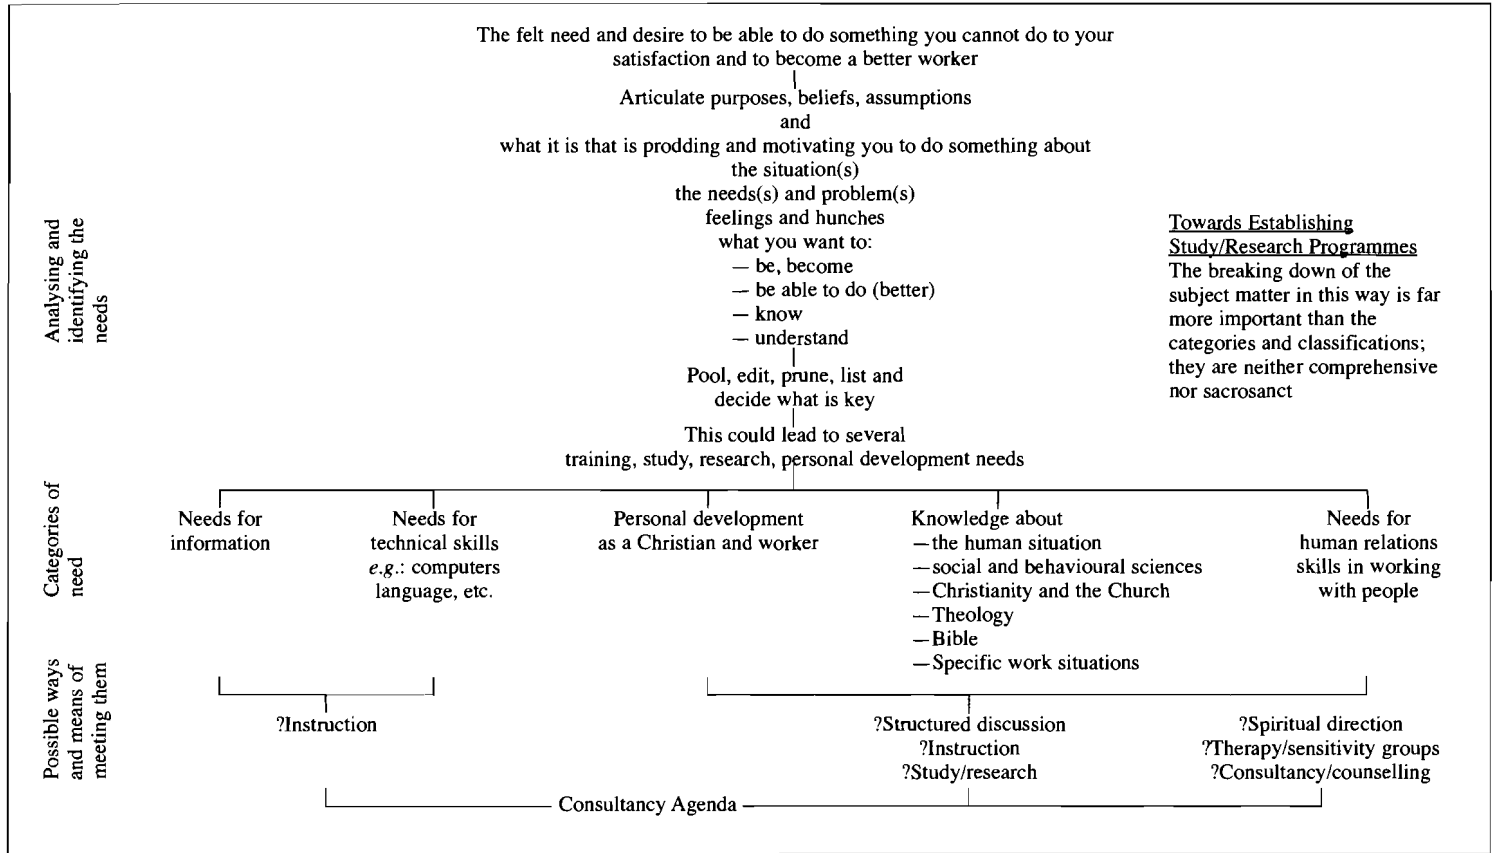 The felt need and desire to be able to do something you cannot do to your
satisfaction and to become a better worker
Articulate purposes, beliefs, assumptions
and
what it is that is prodding and motivating you to do something about
the situation(s)
the needs(s) and problem(s)
feelings and hunches
what you want to:
— be, become
— be able to do (better)
— know
— understand
Pool, edit, prune, list and
decide what is key
This could lead to several
training, study, research, personal development needs
Analysing and
identifying the
needs
Towards Establishing
Study/Research Programmes
The breaking down of the
subject matter in this way is far
more important than the
categories and classifications;
they are neither comprehensive
nor sacrosanct
Categories of
need
Needs for
information
Needs for
technical skills
e.g.: computers
language, etc.
Personal development
as a Christian and worker
Knowledge about
—the human situation
—social and behavioural sciences
—Christianity and the Church
—Theology
—Bible
—Specific work situations
Needs for
human relations
skills in working
with people
Possible ways
and means of
meeting them
?Instruction
?Structured discussion
?Instruction
?Study/research
?Spiritual direction
?Therapy/sensitivity groups
?Consultancy/counselling
Consultancy Agenda